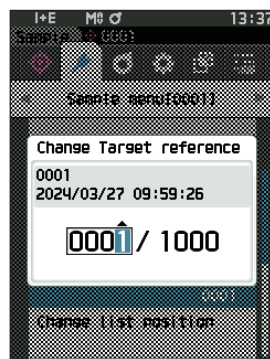 I+E M0 13:37
Sample 0001
Sample menu[0001]
Change Target reference
0001
2024/03/27 09:59:26
0001 / 1000
0001
Change list position